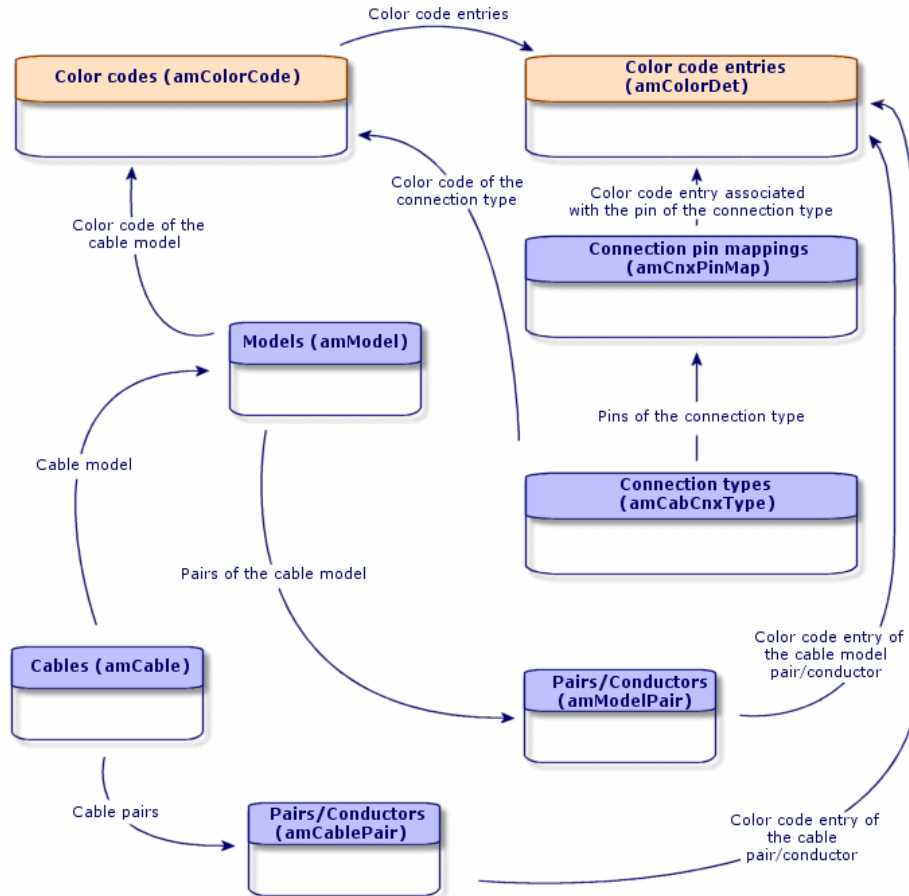 Color code entries
Color codes (amColorCode)
Color code entries
(amColorDet)
Color code of the
connection type
Color code entry associated
with the pin of the connection type
Color code of the
cable model
Connection pin mappings
(amCnxPinMap)
Models (amModel)
Pins of the connection type
Cable model
Connection types
(amCabCnxType)
Pairs of the cable model
Color code entry of
the cable model
pair/conductor
Cables (amCable)
Pairs/Conductors
(amModelPair)
Cable pairs
Pairs/Conductors
(amCablePair)
Color code entry of
the cable
pair/conductor